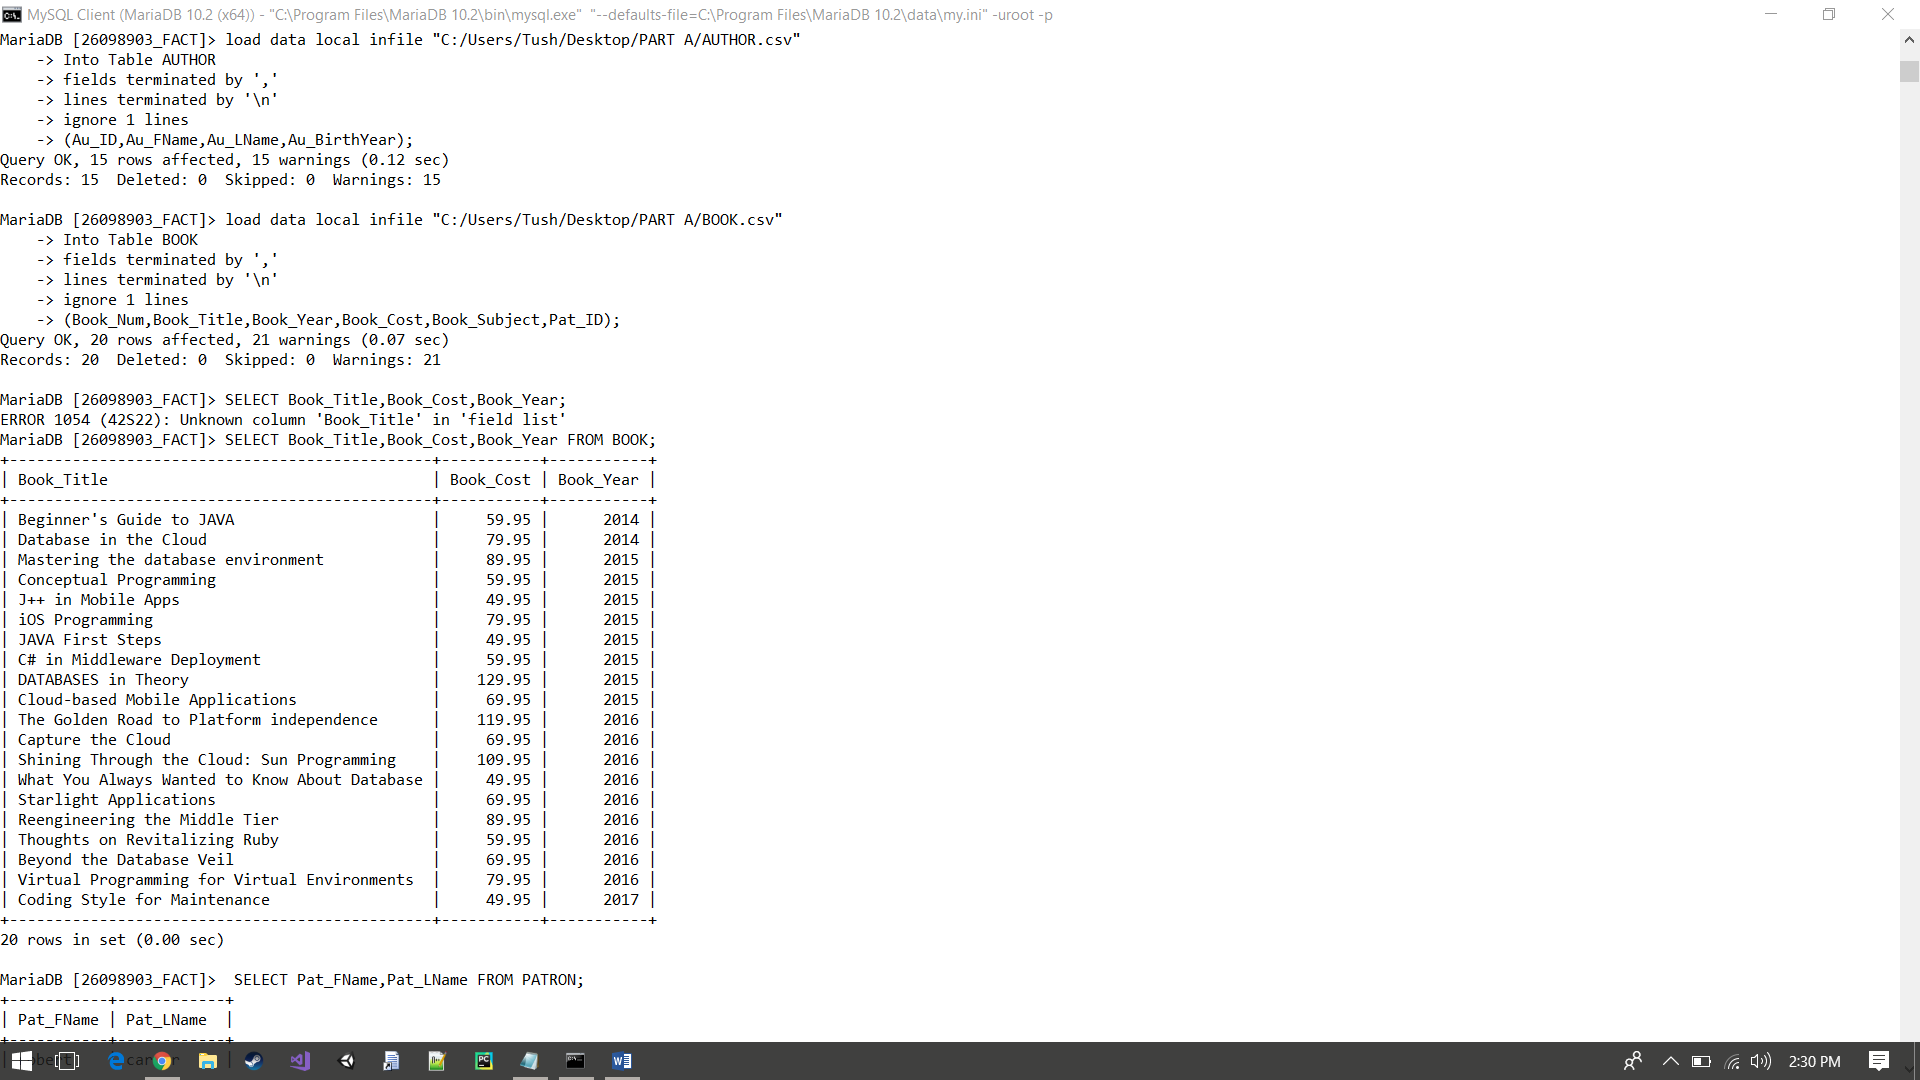 MySQL Client (MariaDB 10.2 (x64)) - "C:\Program Files\MariaDB 10.2\bin\mysql.exe"  "--defaults-file=C:\Program Files\MariaDB 10.2\data\my.ini" -uroot -p
MariaDB [26098903_FACT]> load data local infile "C:/Users/Tush/Desktop/PART A/AUTHOR.csv"
    -> Into Table AUTHOR
    -> fields terminated by ','
    -> lines terminated by '\n'
    -> ignore 1 lines
    -> (Au_ID,Au_FName,Au_LName,Au_BirthYear);
Query OK, 15 rows affected, 15 warnings (0.12 sec)
Records: 15  Deleted: 0  Skipped: 0  Warnings: 15
MariaDB [26098903_FACT]> load data local infile "C:/Users/Tush/Desktop/PART A/BOOK.csv"
    -> Into Table BOOK
    -> fields terminated by ','
    -> lines terminated by '\n'
    -> ignore 1 lines
    -> (Book_Num,Book_Title,Book_Year,Book_Cost,Book_Subject,Pat_ID);
Query OK, 20 rows affected, 21 warnings (0.07 sec)
Records: 20  Deleted: 0  Skipped: 0  Warnings: 21
MariaDB [26098903_FACT]> SELECT Book_Title,Book_Cost,Book_Year;
ERROR 1054 (42S22): Unknown column 'Book_Title' in 'field list'
MariaDB [26098903_FACT]> SELECT Book_Title,Book_Cost,Book_Year FROM BOOK;
+-----------------------------------------------+-----------+-----------+
| Book_Title                                    | Book_Cost | Book_Year |
+-----------------------------------------------+-----------+-----------+
| Beginner's Guide to JAVA                      |     59.95 |      2014 |
| Database in the Cloud                         |     79.95 |      2014 |
| Mastering the database environment            |     89.95 |      2015 |
| Conceptual Programming                        |     59.95 |      2015 |
| J++ in Mobile Apps                            |     49.95 |      2015 |
| iOS Programming                               |     79.95 |      2015 |
| JAVA First Steps                              |     49.95 |      2015 |
| C# in Middleware Deployment                   |     59.95 |      2015 |
| DATABASES in Theory                           |    129.95 |      2015 |
| Cloud-based Mobile Applications               |     69.95 |      2015 |
| The Golden Road to Platform independence      |    119.95 |      2016 |
| Capture the Cloud                             |     69.95 |      2016 |
| Shining Through the Cloud: Sun Programming    |    109.95 |      2016 |
| What You Always Wanted to Know About Database |     49.95 |      2016 |
| Starlight Applications                        |     69.95 |      2016 |
| Reengineering the Middle Tier                 |     89.95 |      2016 |
| Thoughts on Revitalizing Ruby                 |     59.95 |      2016 |
| Beyond the Database Veil                      |     69.95 |      2016 |
| Virtual Programming for Virtual Environments  |     79.95 |      2016 |
| Coding Style for Maintenance                  |     49.95 |      2017 |
+-----------------------------------------------+-----------+-----------+
20 rows in set (0.00 sec)
MariaDB [26098903_FACT]>  SELECT Pat_FName,Pat_LName FROM PATRON;
+-----------+------------+
| Pat_FName | Pat_LName  |
+-----------+------------+
2:30 PM